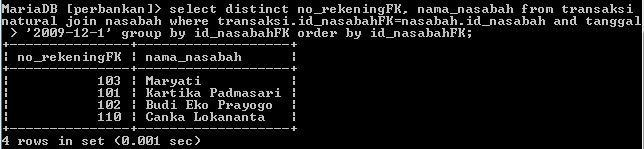 MariaDB [perbankan]> select distinct no_rekeningFK, nama_nasabah from transaksi
natural join nasabah where transaksi.id_nasabahFK=nasabah.id_nasabah and tanggal
> '2009-12-1' group by id_nasabahFK order by id_nasabahFK;
+---------------+--------------------+
| no_rekeningFK | nama_nasabah       |
+---------------+--------------------+
|           103 | Maryati            |
|           101 | Kartika Padmasari  |
|           102 | Budi Eko Prayogo   |
|           110 | Canka Lokananta    |
+---------------+--------------------+
4 rows in set (0.001 sec)